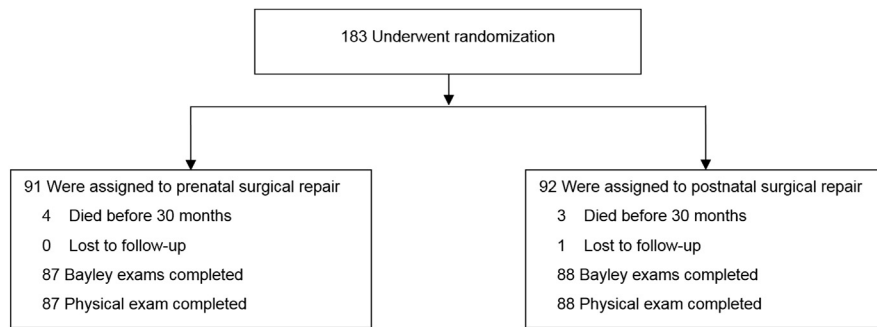 183 Underwent randomization
91 Were assigned to prenatal surgical repair
4 Died before 30 months
0 Lost to follow-up
87 Bayley exams completed
87 Physical exam completed
92 Were assigned to postnatal surgical repair
3 Died before 30 months
1 Lost to follow-up
88 Bayley exams completed
88 Physical exam completed